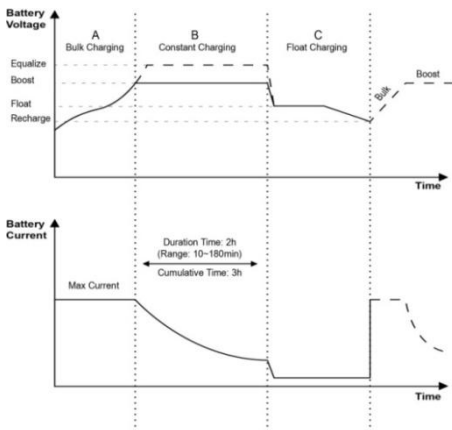 Battery
Voltage
A
Bulk Charging
B
Constant Charging
C
Float Charging
Equalize
Boost
Float
Recharge
Bulk
Boost
Time
Battery
Current
Duration Time: 2h
(Range: 10~180min)
Cumulative Time: 3h
Max Current
Time